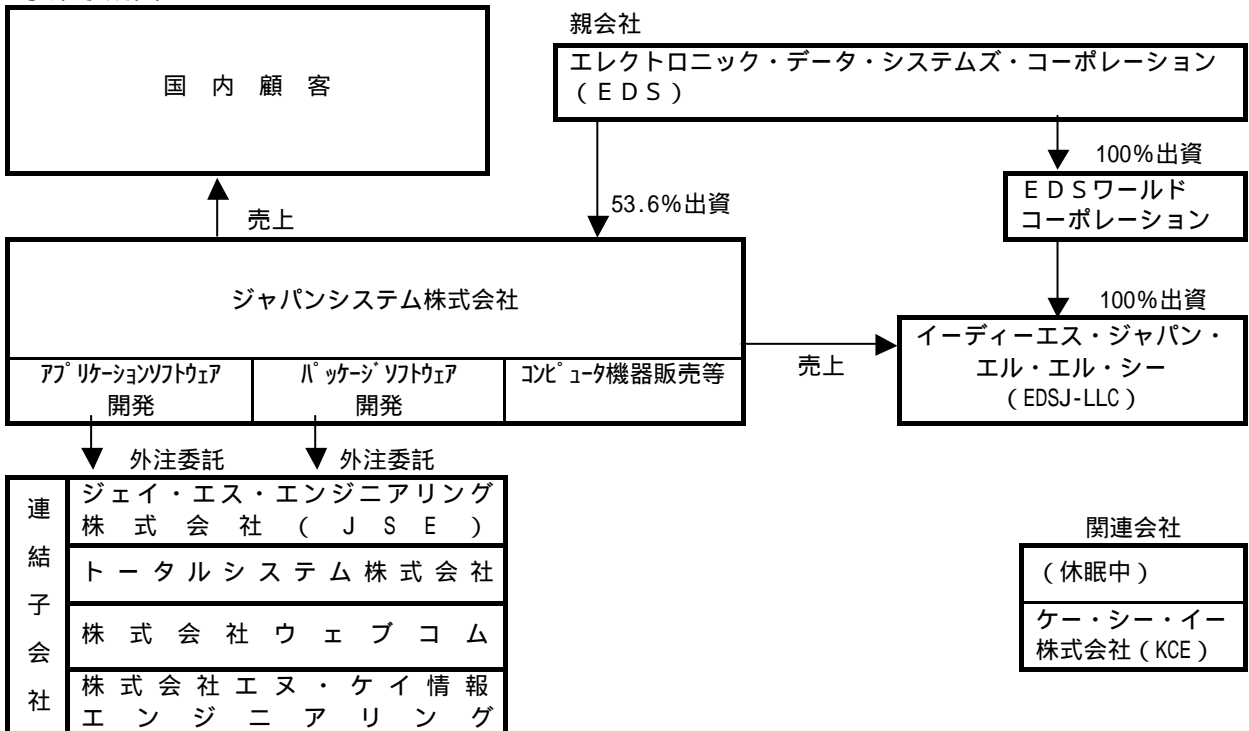 親会社
国内顧客
エレクトロニック・データ・システムズ・コーポレーション
(EDS)
100%出資
53.6%出資
EDSワールド
コーポレーション
売上
ジャパンシステム株式会社
100%出資
イーディーエス・ジャパン・
エル・エル・シー
(EDSJ-LLC)
売上
アプリケーションソフトウェア
開発
パッケージソフトウェア
開発
コンピュータ機器販売等
外注委託
外注委託
連結子会社
ジェイ・エス・エンジニアリング
株式会社(JSE)
トータルシステム株式会社
株式会社ウェブコム
株式会社エヌ・ケイ情報
エンジニアリング
関連会社
(休眠中)
ケー・シー・イー
株式会社(KCE)